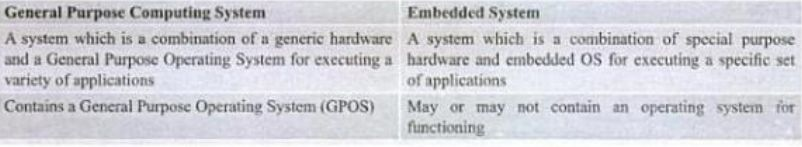 General Purpose Computing System
Embedded System
A system which is a combination of a generic hardware
and a General Purpose Operating System for executing a
variety of applications
A system which is a combination of special purpose
hardware and embedded OS for executing a specific set
of applications
Contains a General Purpose Operating System (GPOS)
May or may not contain an operating system for
functioning